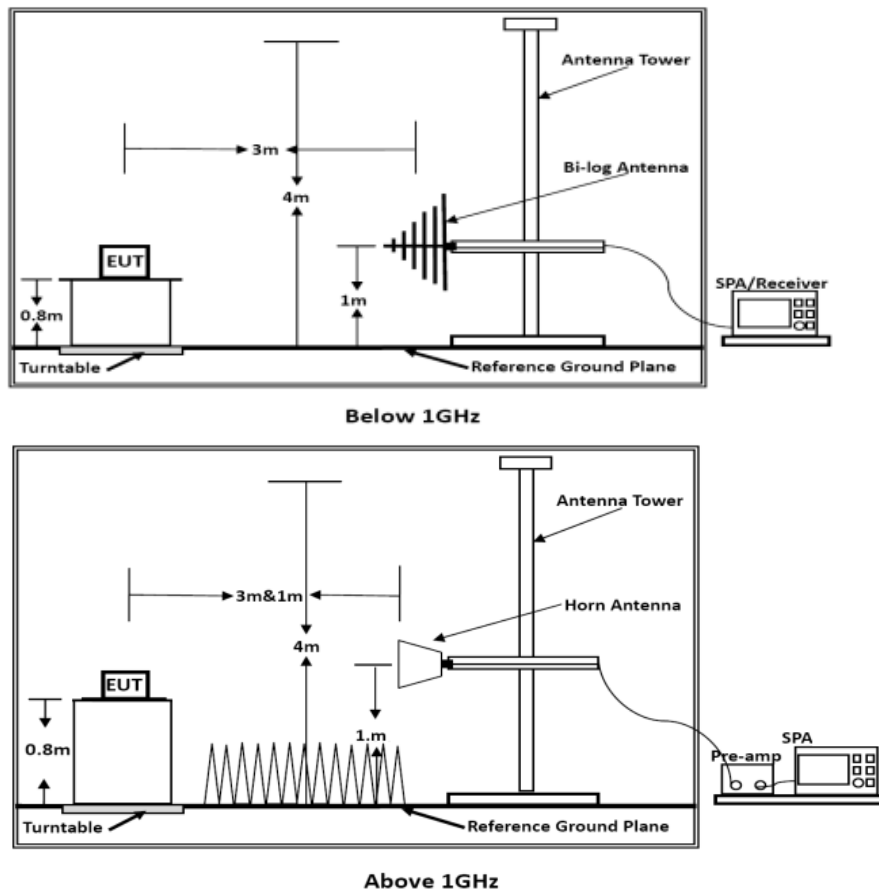 Antenna Tower
3m
Bi-log Antenna
4m
EUT
SPA/Receiver
1m
0.8m
Turntable
Reference Ground Plane
Below 1GHz
Antenna Tower
3m&1m
Horn Antenna
4m
EUT
1.m
SPA
0.8m
Pre-amp
Turntable
Reference Ground Plane
Above 1GHz